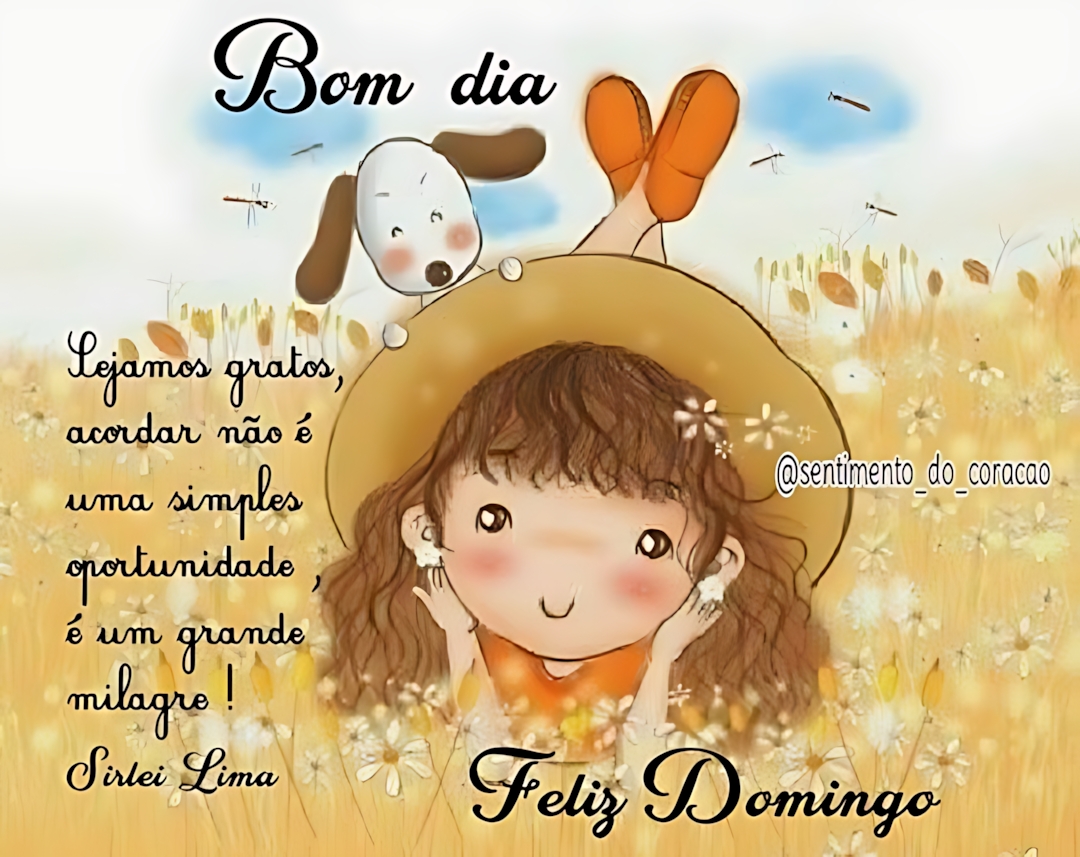 Bom dia
Sejamos gratos,
acordar não é
uma simples
oportunidade ,
é um grande
milagre !
Sirlei Lima
@sentimento_do_coracao
Feliz Domingo